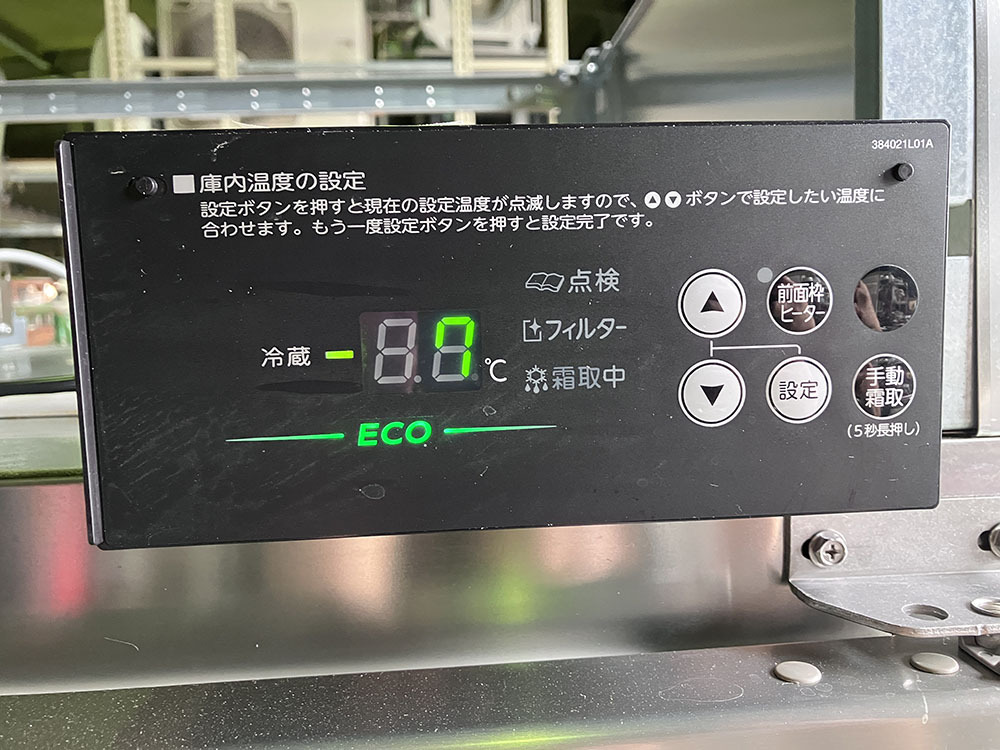 384021L01A
■庫内温度の設定
設定ボタンを押すと現在の設定温度が点滅しますので、▲▼ボタンで設定したい温度に
合わせます。もう一度設定ボタンを押すと設定完了です。
点検
フィルター
霜取中
冷蔵
7
℃
ECO
▲
前面枠
ヒーター
▼
設定
手動
霜取
(5秒長押し)